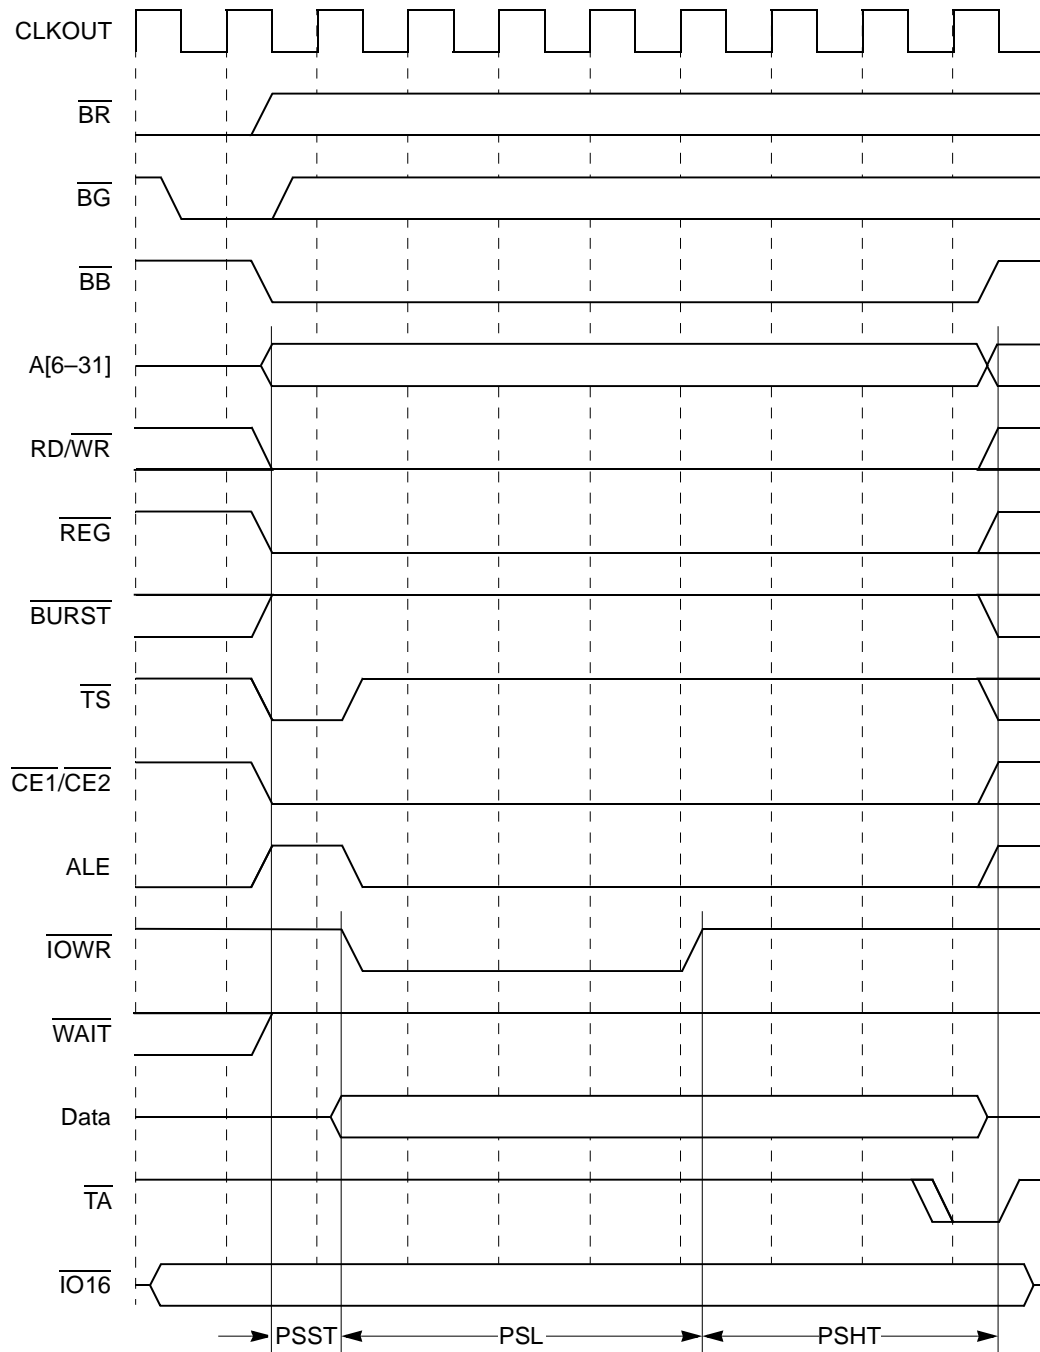 CLKOUT
BR
BG
BB
A[6–31]
RD/WR
REG
BURST
TS
CE1/CE2
ALE
IOWR
WAIT
Data
TA
IO16
PSST PSL PSHT